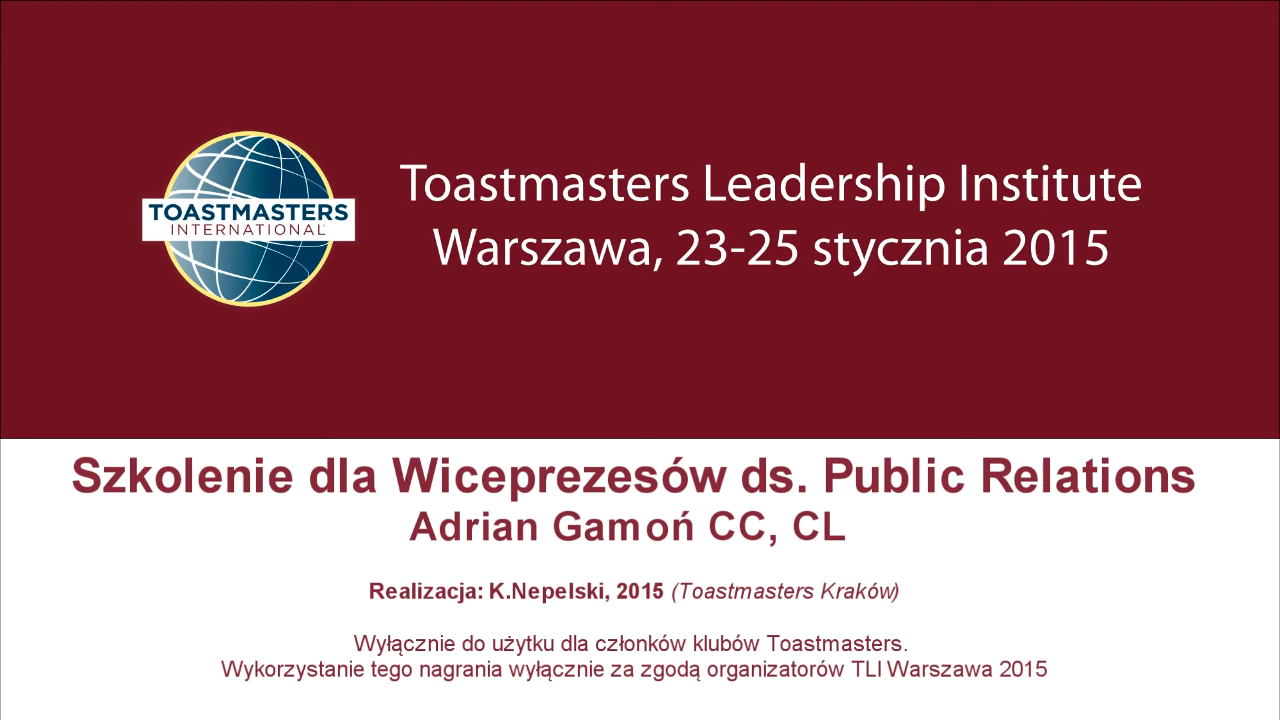 TOASTMASTERS
INTERNATIONAL
Toastmasters Leadership Institute
Warszawa, 23-25 stycznia 2015
Szkolenie dla Wiceprezesów ds. Public Relations
Adrian Gamoń CC, CL
Realizacja: K.Nepelski, 2015 (Toastmasters Kraków)
Wyłącznie do użytku dla członków klubów Toastmasters.
Wykorzystanie tego nagrania wyłącznie za zgodą organizatorów TLI Warszawa 2015